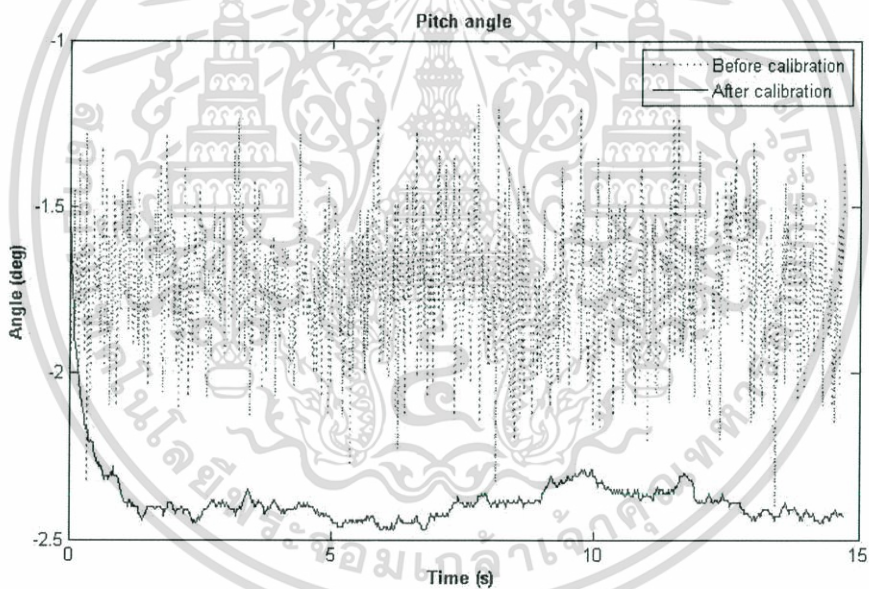 Pitch angle
-1
-1.5
-2
-2.5
0
5
10
15
Angle (deg)
Time (s)
Before calibration
After calibration